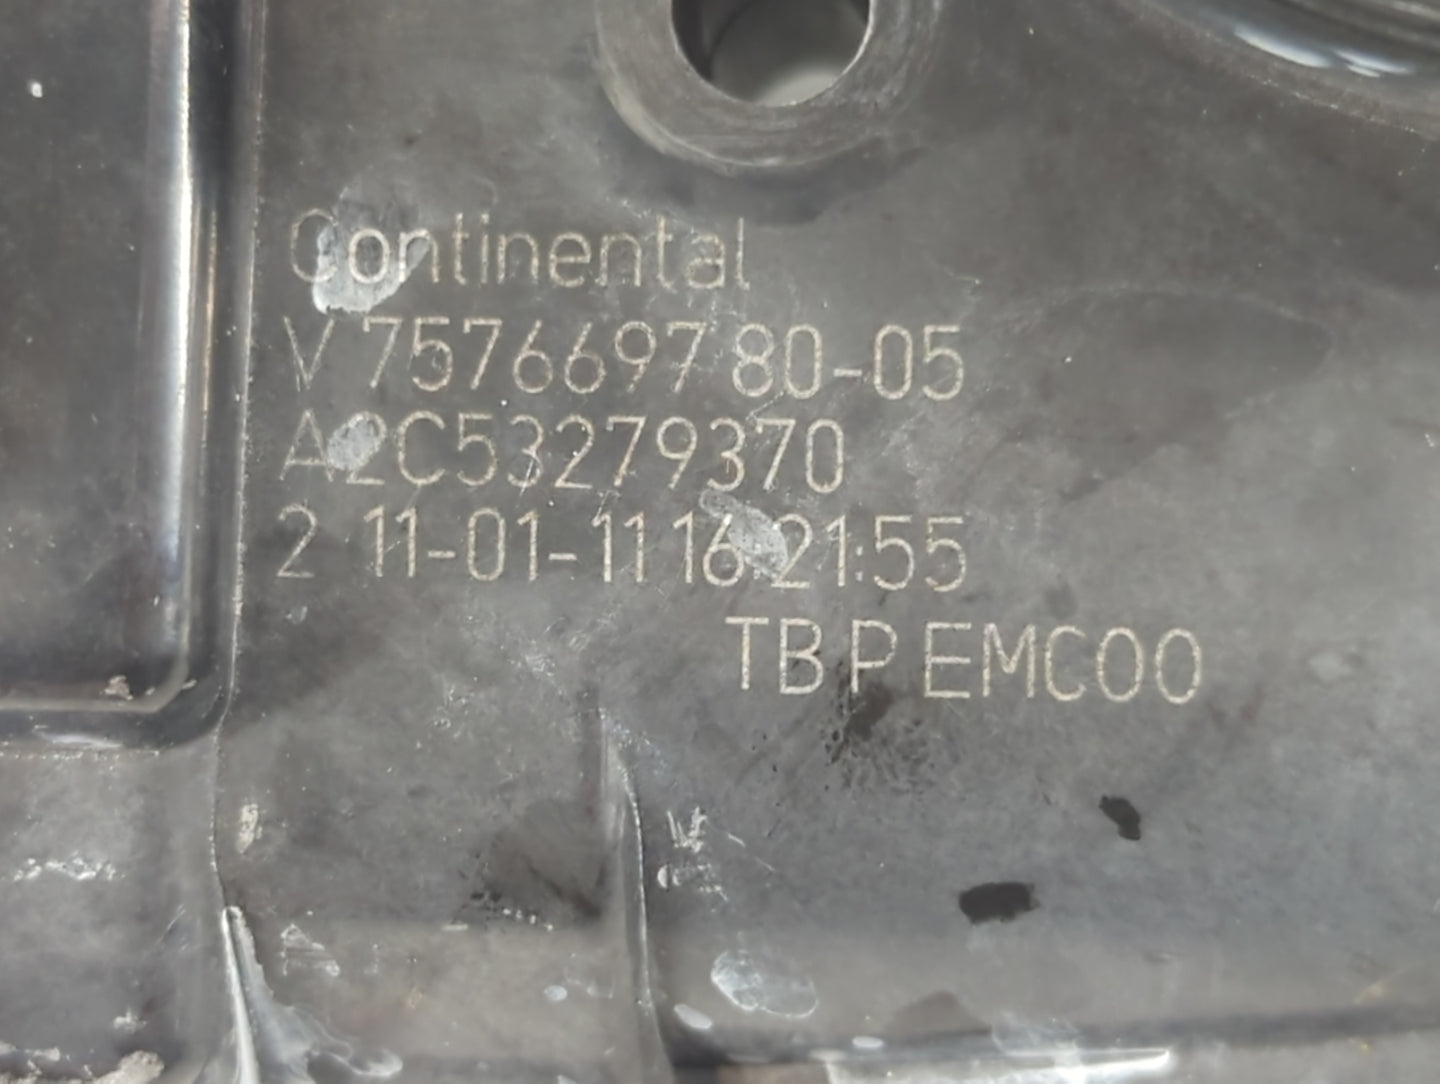 Continental
V 7576697 80-05
A2C53279370
2 11-01-11 16:21:55
TB P EMC00